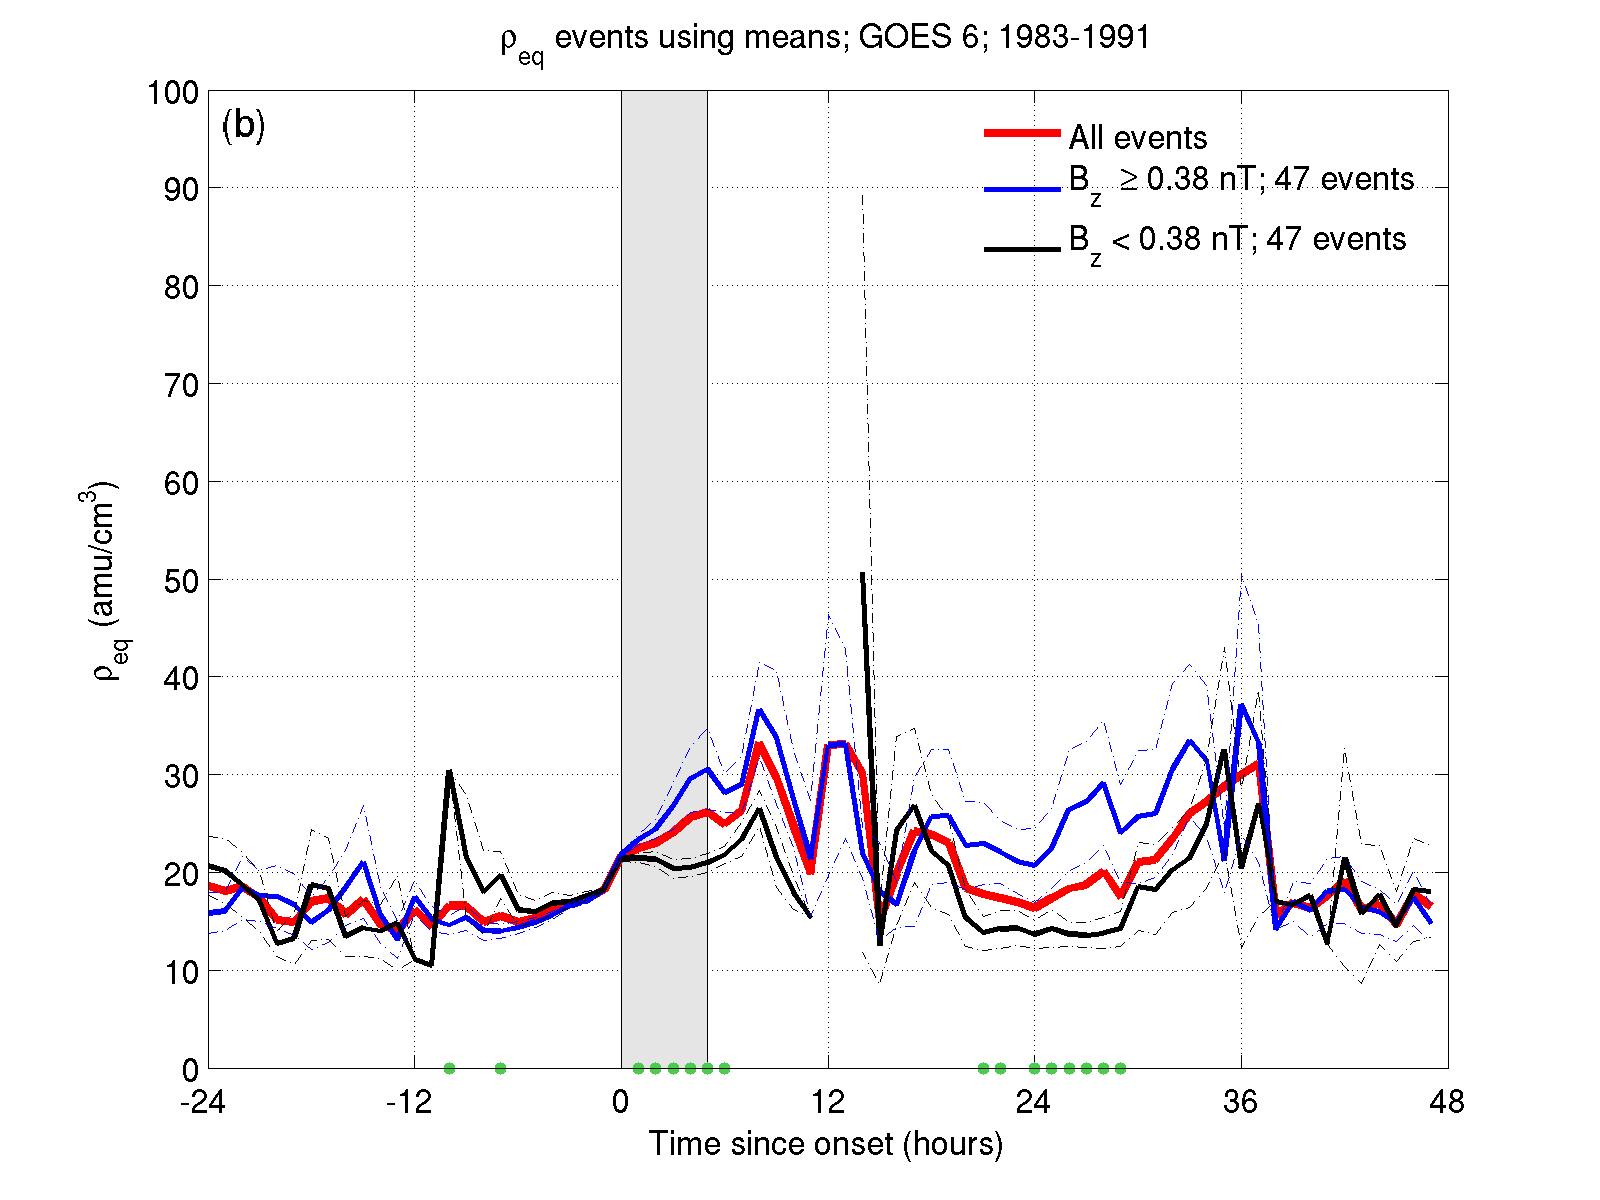 ρeq events using means; GOES 6; 1983-1991
(b)
All events
Bz ≥ 0.38 nT; 47 events
Bz < 0.38 nT; 47 events
100
90
80
70
60
50
40
30
20
10
0
ρeq (amu/cm³)
-24 -12 0 12 24 36 48
Time since onset (hours)